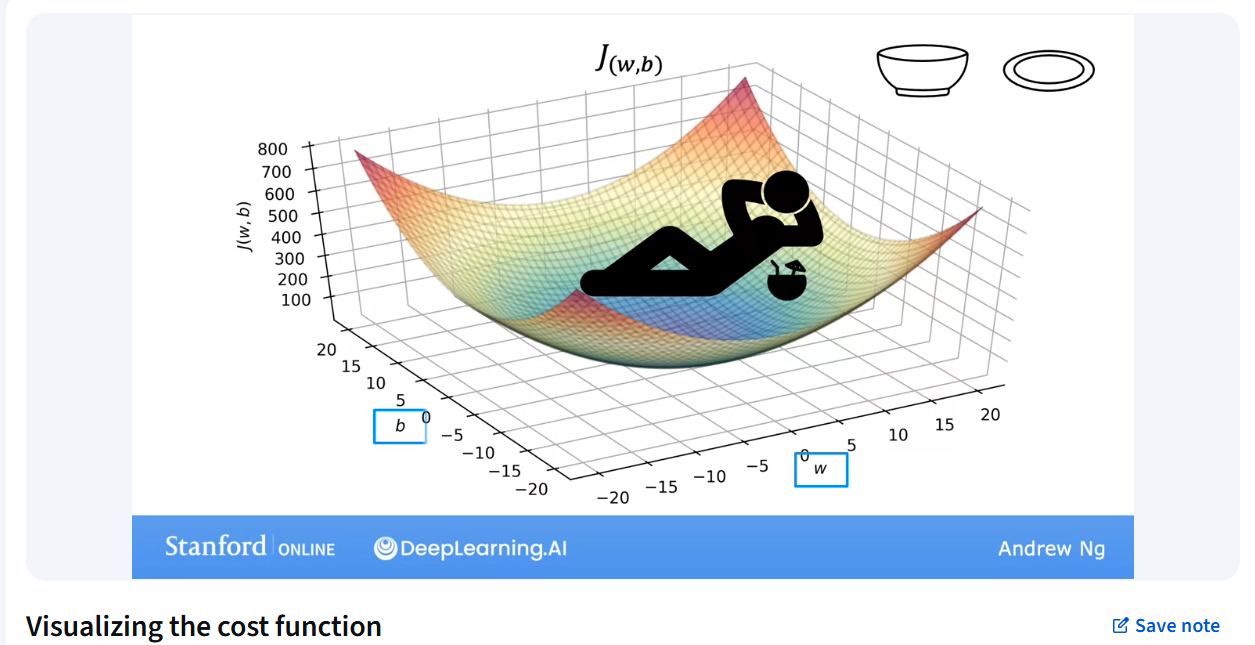 J(w,b)
800
700
600
500
400
300
200
100
J(w, b)
20
15
10
5
0
−5
−10
−15
−20
b
−20
−15
−10
−5
0
5
10
15
20
w
Stanford ONLINE
DeepLearning.AI
Andrew Ng
Visualizing the cost function
Save note